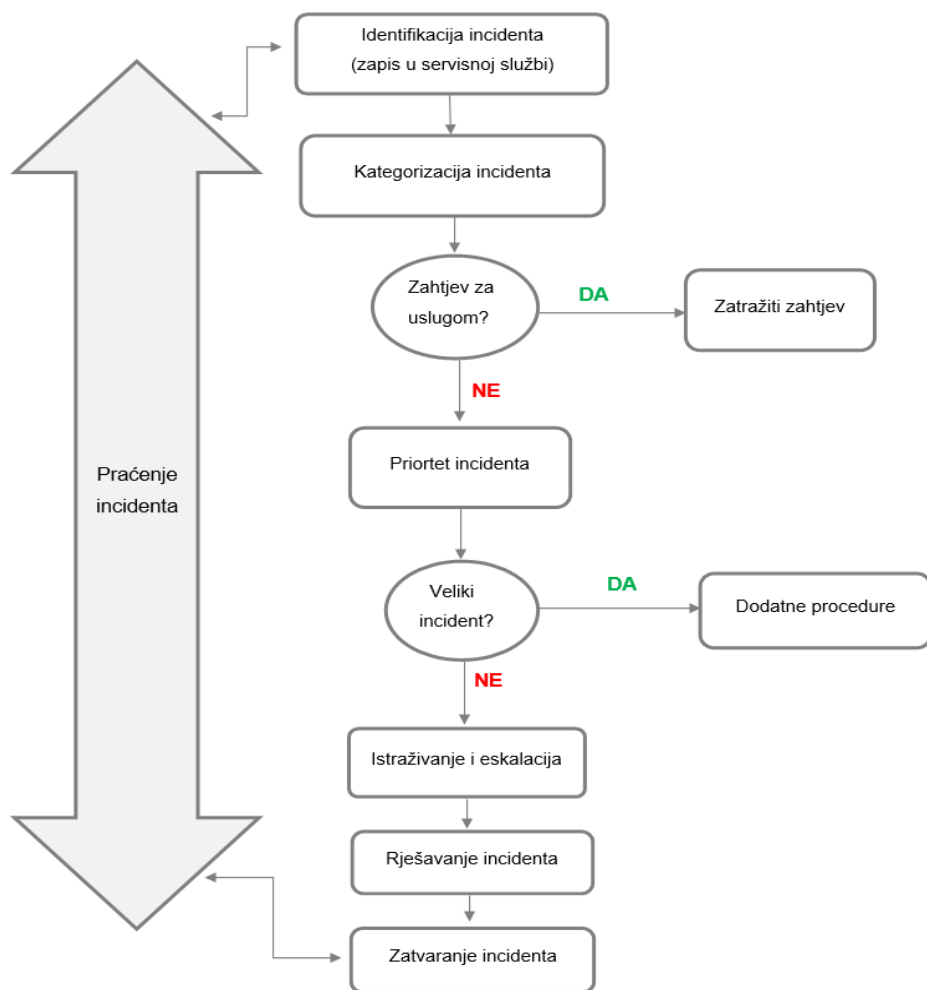 Identifikacija incidenta
(zapis u servisnoj službi)
Kategorizacija incidenta
Zahtjev za
uslugom?
DA
Zatražiti zahtjev
NE
Priortet incidenta
Praćenje
incidenta
Veliki
incident?
DA
Dodatne procedure
NE
Istraživanje i eskalacija
Rješavanje incidenta
Zatvaranje incidenta